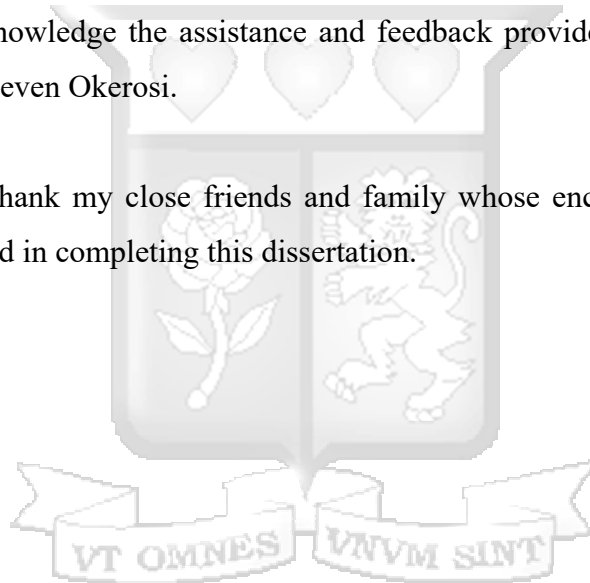 nowledge the assistance and feedback provide
even Okerosi.
hank my close friends and family whose enc
d in completing this dissertation.
VT OMNES VNVM SINT